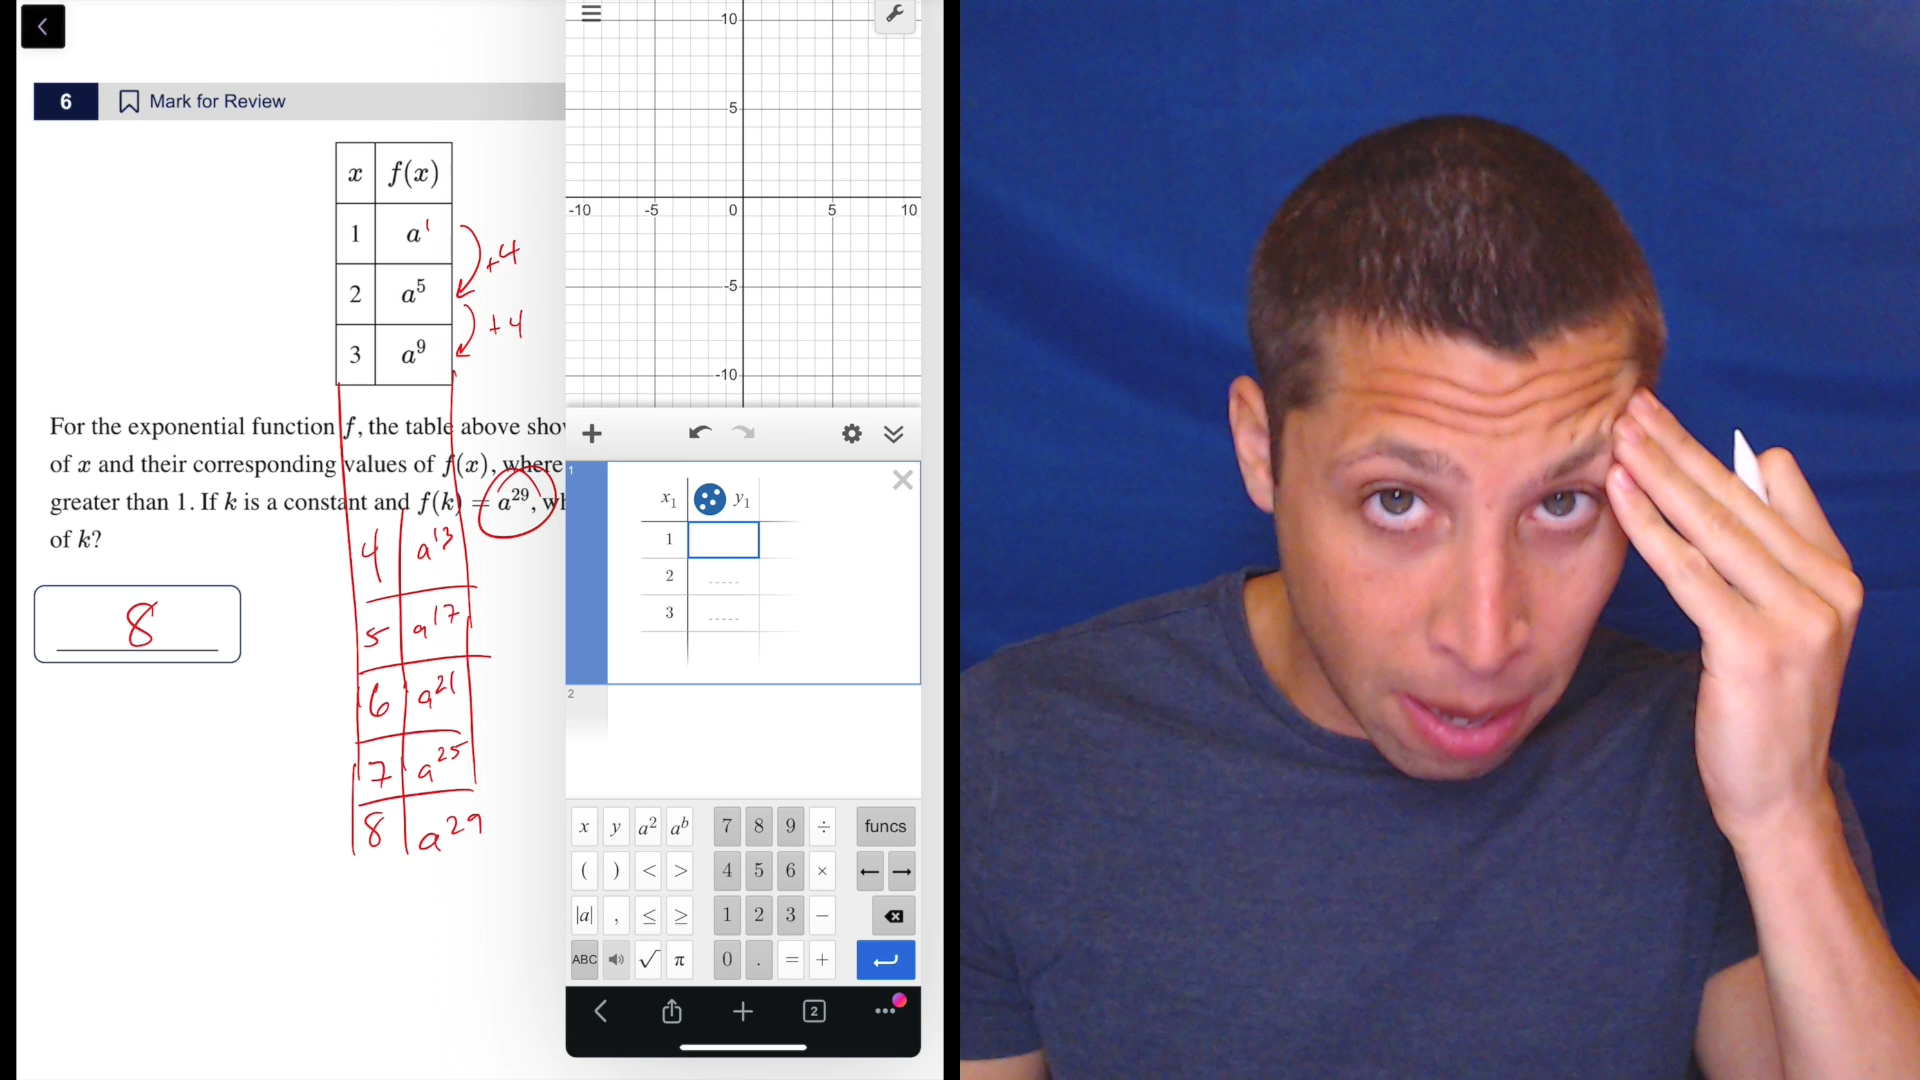 6 Mark for Review
x f(x)
1 a¹
2 a⁵
3 a⁹
+4
+4
For the exponential function f, the table above
of x and their corresponding values of f(x), where
greater than 1. If k is a constant and f(k) = a²⁹,
of k?
8
4 a¹³
5 a¹⁷
6 a²¹
7 a²⁵
8 a²⁹
10
5
-10 -5 0 5 10
-5
-10
1
x₁ y₁
1
2
3
2
x y a² aᵇ 7 8 9 ÷ funcs
( ) < > 4 5 6 × ← →
|a| , ≤ ≥ 1 2 3 −
ABC √ π 0 . = +
2